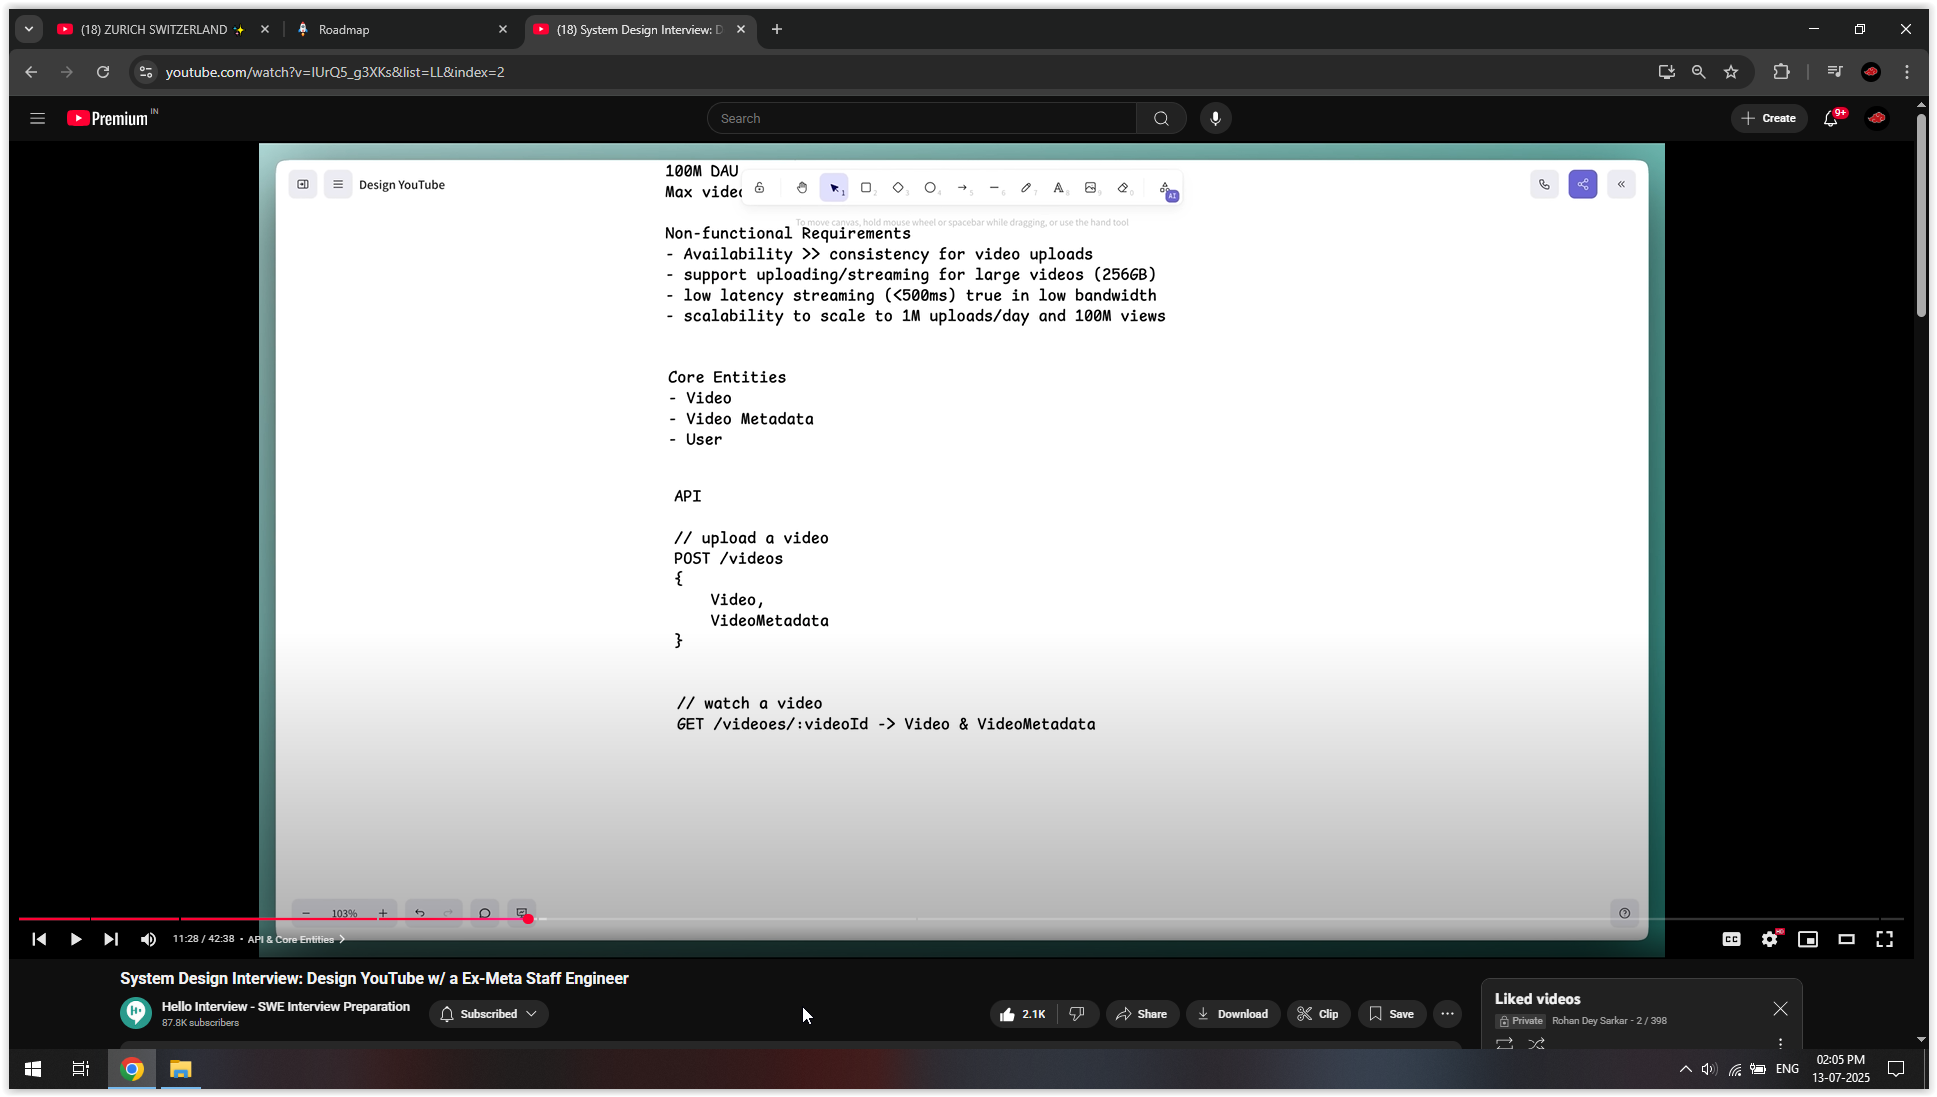 (18) ZURICH SWITZERLAND ✨
Roadmap
(18) System Design Interview: D
youtube.com/watch?v=IUrQ5_g3XKs&list=LL&index=2
Premium IN
Search
Create
9+
Design YouTube
100M DAU
Max video
To move canvas, hold mouse wheel or spacebar while dragging, or use the hand tool
Non-functional Requirements
- Availability >> consistency for video uploads
- support uploading/streaming for large videos (256GB)
- low latency streaming (<500ms) true in low bandwidth
- scalability to scale to 1M uploads/day and 100M views
Core Entities
- Video
- Video Metadata
- User
API
// upload a video
POST /videos
{
Video,
VideoMetadata
}
// watch a video
GET /videoes/:videoId -> Video & VideoMetadata
103%
11:28 / 42:38 • API & Core Entities >
CC
HD
System Design Interview: Design YouTube w/ a Ex-Meta Staff Engineer
Hello Interview - SWE Interview Preparation
87.8K subscribers
Subscribed
2.1K
Share
Download
Clip
Save
Liked videos
Private Rohan Dey Sarkar - 2 / 398
ENG
02:05 PM
13-07-2025